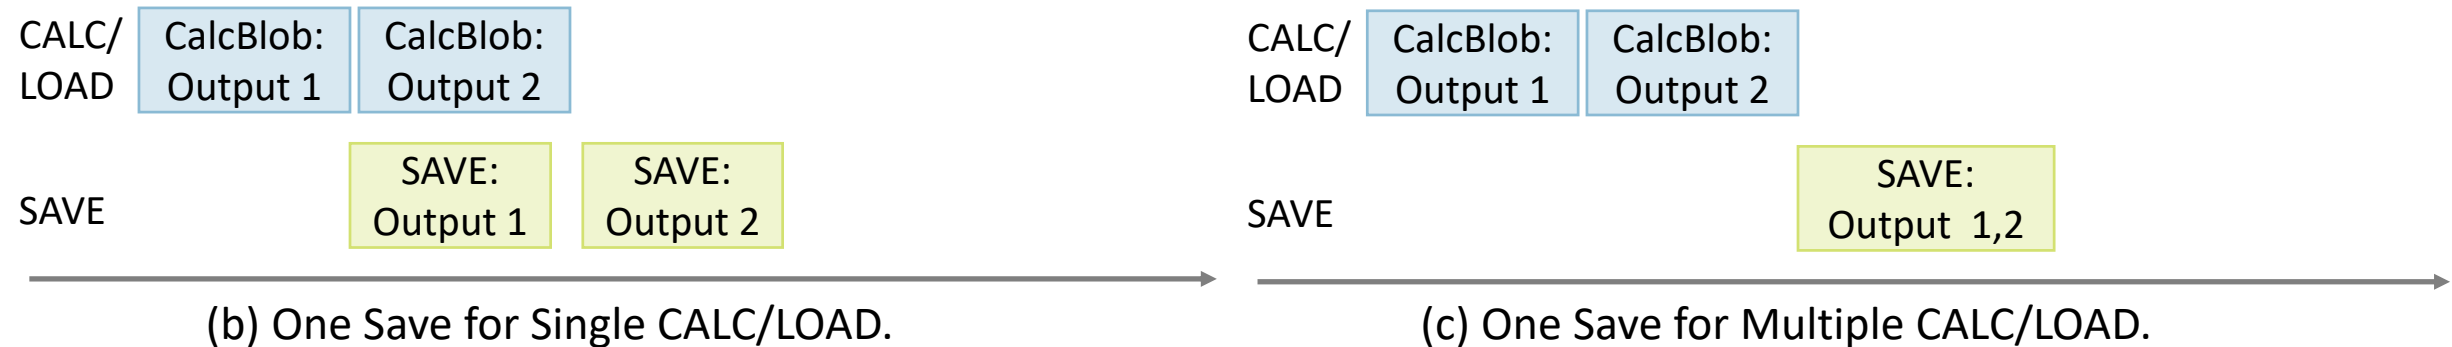 CALC/
LOAD
CalcBlob:
Output 1
CalcBlob:
Output 2
SAVE
SAVE:
Output 1
SAVE:
Output 2
(b) One Save for Single CALC/LOAD.
CALC/
LOAD
CalcBlob:
Output 1
CalcBlob:
Output 2
SAVE
SAVE:
Output 1,2
(c) One Save for Multiple CALC/LOAD.